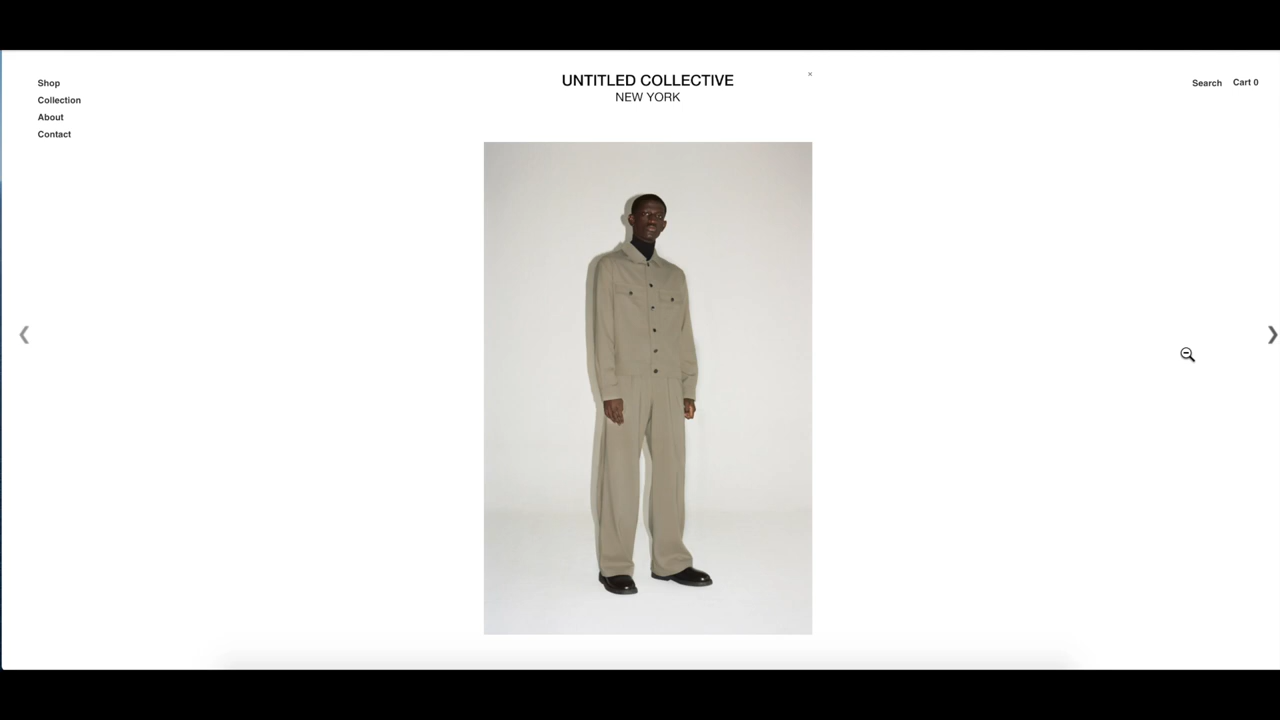 Shop
Collection
About
Contact
UNTITLED COLLECTIVE
NEW YORK
×
Search
Cart 0